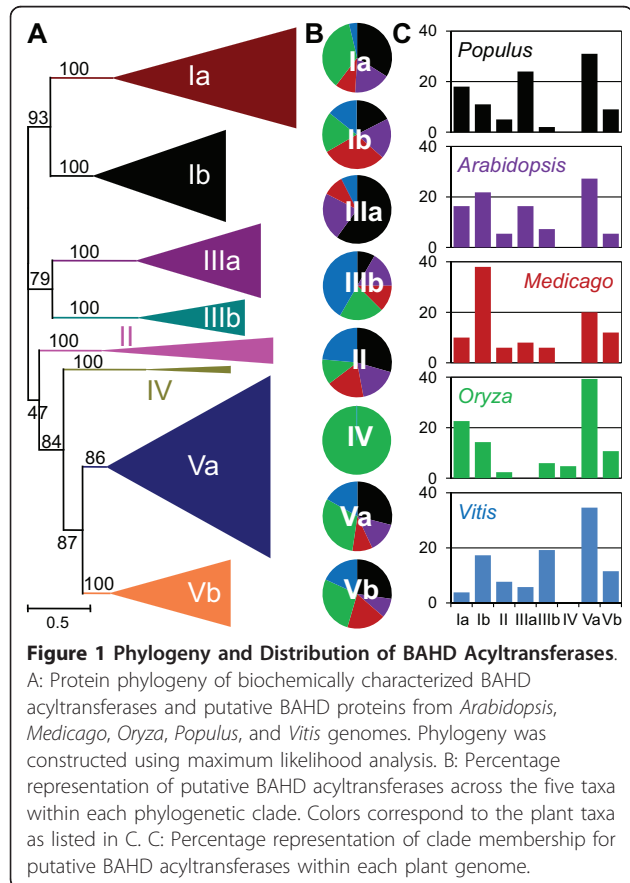 A
B
C
100
Ia
93
100
Ib
100
IIIa
79
100
IIIb
II
100
IV
47
84
86
Va
87
100
Vb
0.5
Ia
Ib
IIIa
IIIb
II
IV
Va
Vb
40
20
0
Populus
40
20
0
Arabidopsis
40
20
0
Medicago
40
20
0
Oryza
40
20
0
Vitis
Ia Ib II IIIa IIIb IV Va Vb
Figure 1 Phylogeny and Distribution of BAHD Acyltransferases.
A: Protein phylogeny of biochemically characterized BAHD
acyltransferases and putative BAHD proteins from Arabidopsis,
Medicago, Oryza, Populus, and Vitis genomes. Phylogeny was
constructed using maximum likelihood analysis. B: Percentage
representation of putative BAHD acyltransferases across the five taxa
within each phylogenetic clade. Colors correspond to the plant taxa
as listed in C. C: Percentage representation of clade membership for
putative BAHD acyltransferases within each plant genome.